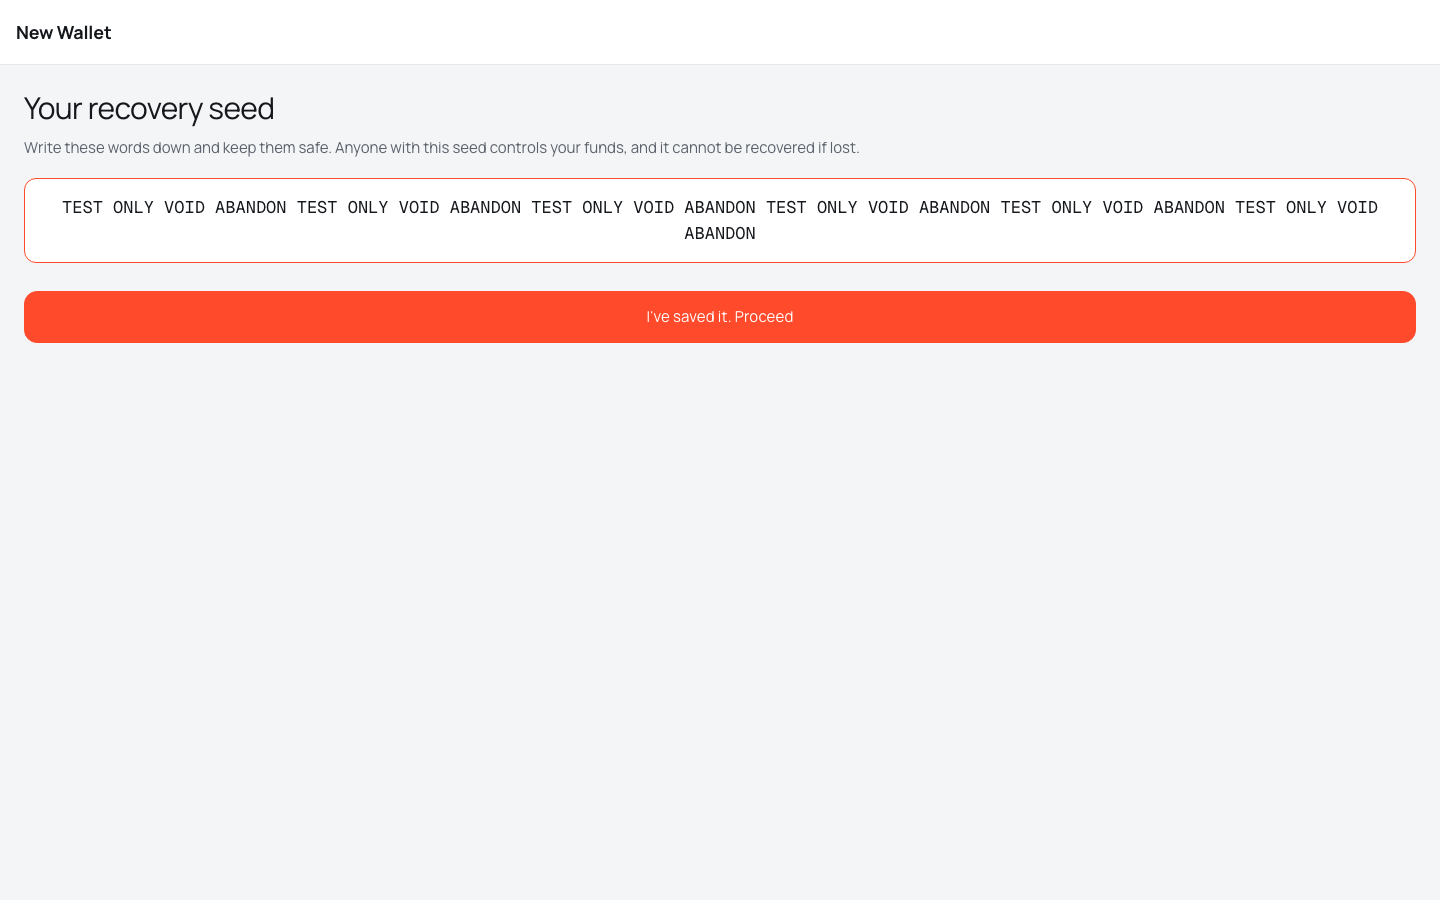 New Wallet
Your recovery seed
Write these words down and keep them safe. Anyone with this seed controls your funds, and it cannot be recovered if lost.
TEST ONLY VOID ABANDON TEST ONLY VOID ABANDON TEST ONLY VOID ABANDON TEST ONLY VOID ABANDON TEST ONLY VOID ABANDON TEST ONLY VOID
ABANDON
I've saved it. Proceed